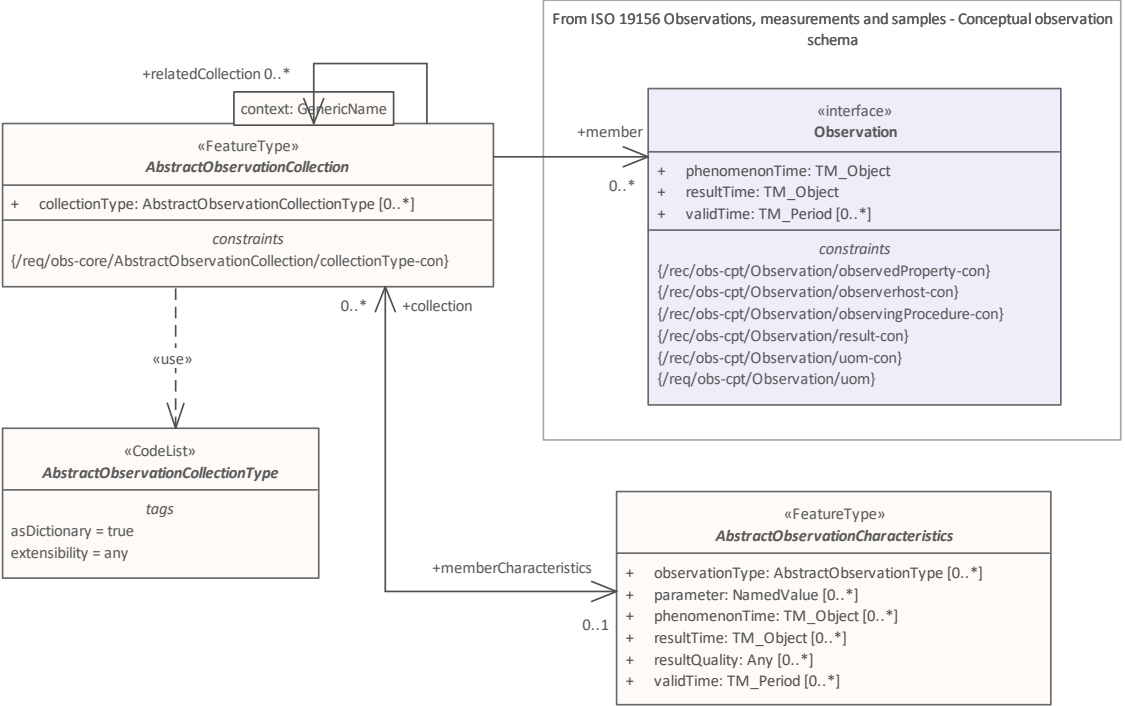 From ISO 19156 Observations, measurements and samples - Conceptual observation
schema
+relatedCollection 0..*
context: GenericName
«FeatureType»
AbstractObservationCollection
+ collectionType: AbstractObservationCollectionType [0..*]
constraints
{/req/obs-core/AbstractObservationCollection/collectionType-con}
+member
0..*
«interface»
Observation
+ phenomenonTime: TM_Object
+ resultTime: TM_Object
+ validTime: TM_Period [0..*]
constraints
{/rec/obs-cpt/Observation/observedProperty-con}
{/rec/obs-cpt/Observation/observerhost-con}
{/rec/obs-cpt/Observation/observingProcedure-con}
{/rec/obs-cpt/Observation/result-con}
{/rec/obs-cpt/Observation/uom-con}
{/req/obs-cpt/Observation/uom}
0..* +collection
«use»
«CodeList»
AbstractObservationCollectionType
tags
asDictionary = true
extensibility = any
+memberCharacteristics
0..1
«FeatureType»
AbstractObservationCharacteristics
+ observationType: AbstractObservationType [0..*]
+ parameter: NamedValue [0..*]
+ phenomenonTime: TM_Object [0..*]
+ resultTime: TM_Object [0..*]
+ resultQuality: Any [0..*]
+ validTime: TM_Period [0..*]